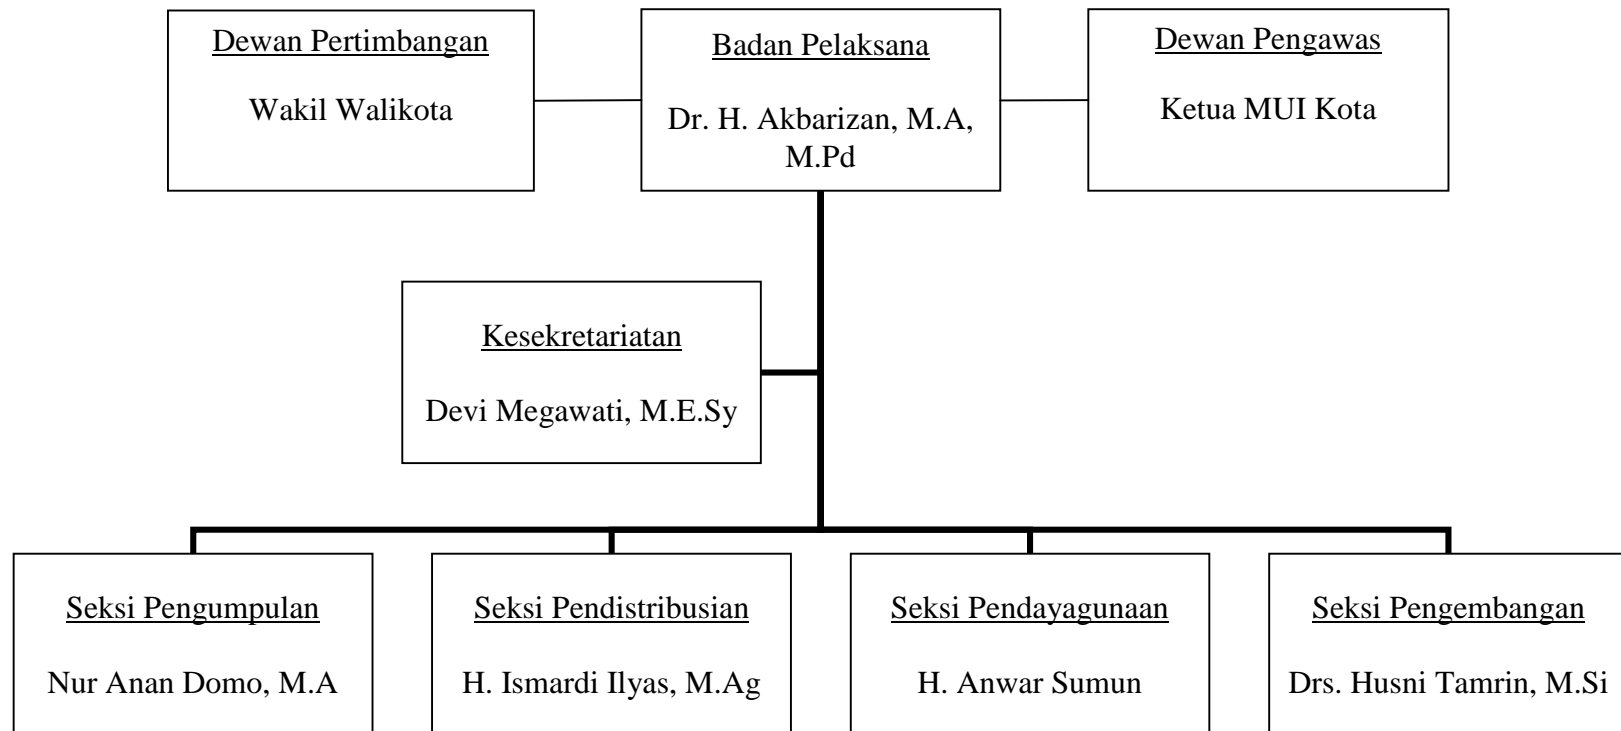 Dewan Pertimbangan
Wakil Walikota
Badan Pelaksana
Dr. H. Akbarizan, M.A,
M.Pd
Dewan Pengawas
Ketua MUI Kota
Kesekretariatan
Devi Megawati, M.E.Sy
Seksi Pengumpulan
Nur Anan Domo, M.A
Seksi Pendistribusian
H. Ismardi Ilyas, M.Ag
Seksi Pendayagunaan
H. Anwar Sumun
Seksi Pengembangan
Drs. Husni Tamrin, M.Si